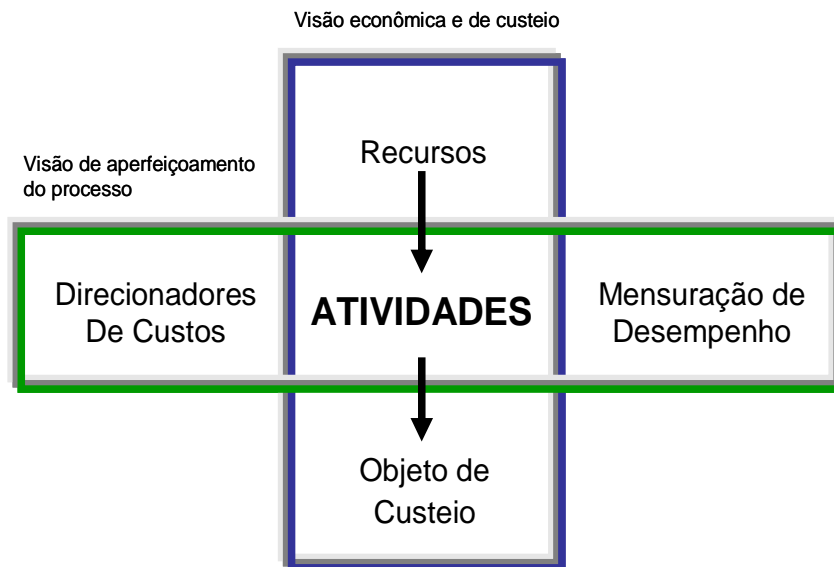 Visão econômica e de custeio
Recursos
Visão de aperfeiçoamento
do processo
Direcionadores
De Custos
ATIVIDADES
Mensuração de
Desempenho
Objeto de
Custeio